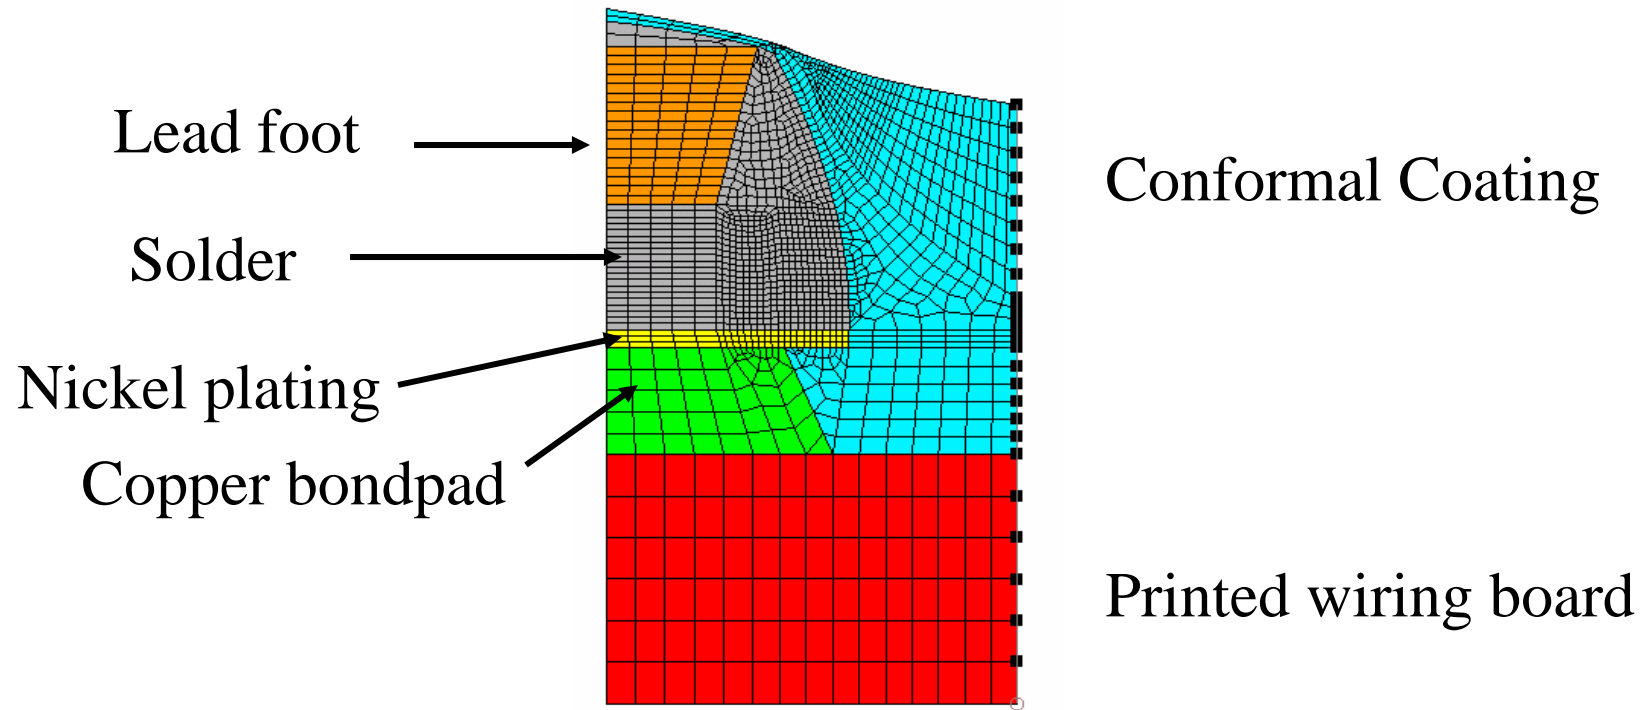 Lead foot
Solder
Nickel plating
Copper bondpad
Conformal Coating
Printed wiring board